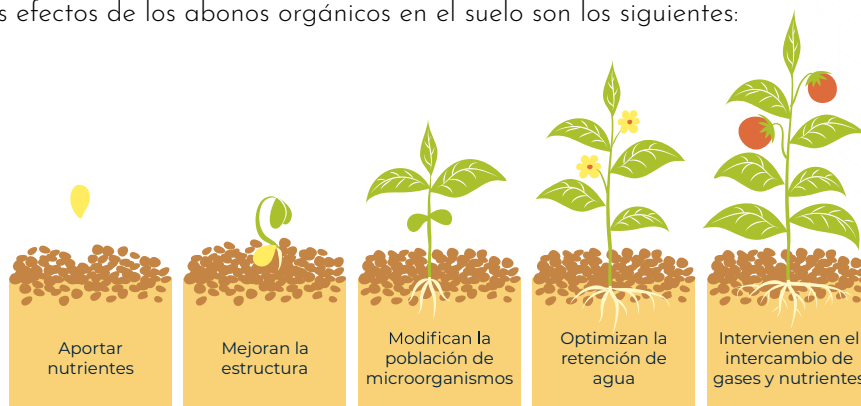 s efectos de los abonos orgánicos en el suelo son los siguientes:
Aportar
nutrientes
Mejoran la
estructura
Modifican la
población de
microorganismos
Optimizan la
retención de
agua
Intervienen en el
intercambio de
gases y nutrientes